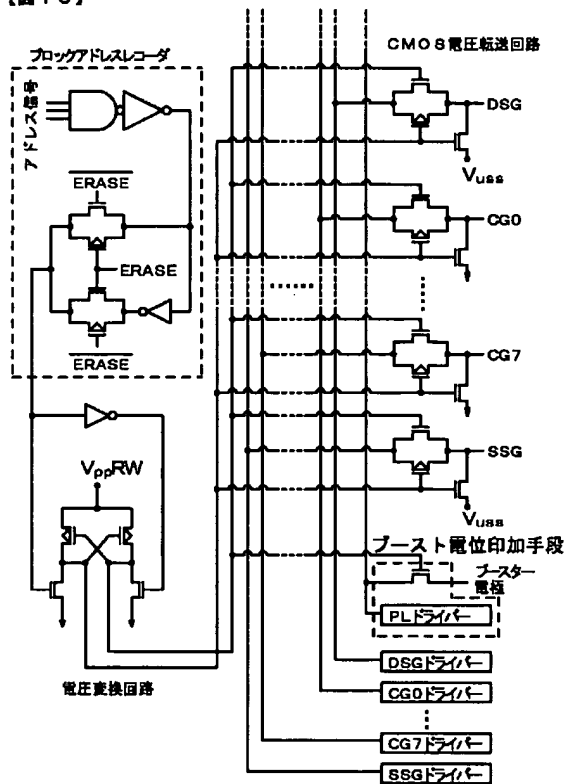 【図10】
ブロックアドレスレコーダ
アドレス信号
ERASE
ERASE
ERASE
VppRW
電圧変換回路
CMOS電圧転送回路
DSG
Vuss
CG0
CG7
SSG
Vuss
ブースト電位印加手段
ブースター
電極
PLドライバー
DSGドライバー
CG0ドライバー
CG7ドライバー
SSGドライバー